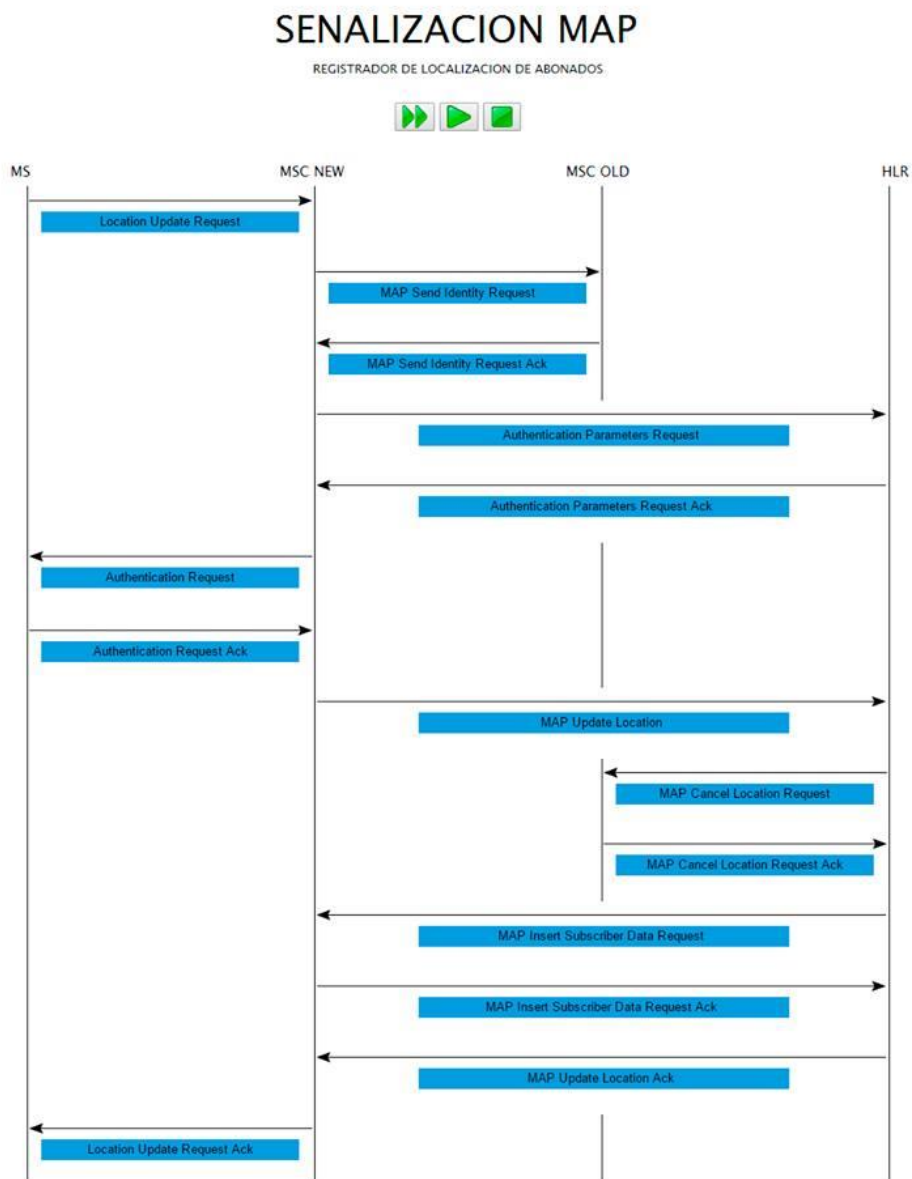 SENALIZACION MAP
REGISTRADOR DE LOCALIZACION DE ABONADOS
MS
MSC NEW
MSC OLD
HLR
Location Update Request
MAP Send Identity Request
MAP Send Identity Request Ack
Authentication Parameters Request
Authentication Parameters Request Ack
Authentication Request
Authentication Request Ack
MAP Update Location
MAP Cancel Location Request
MAP Cancel Location Request Ack
MAP Insert Subscriber Data Request
MAP Insert Subscriber Data Request Ack
MAP Update Location Ack
Location Update Request Ack